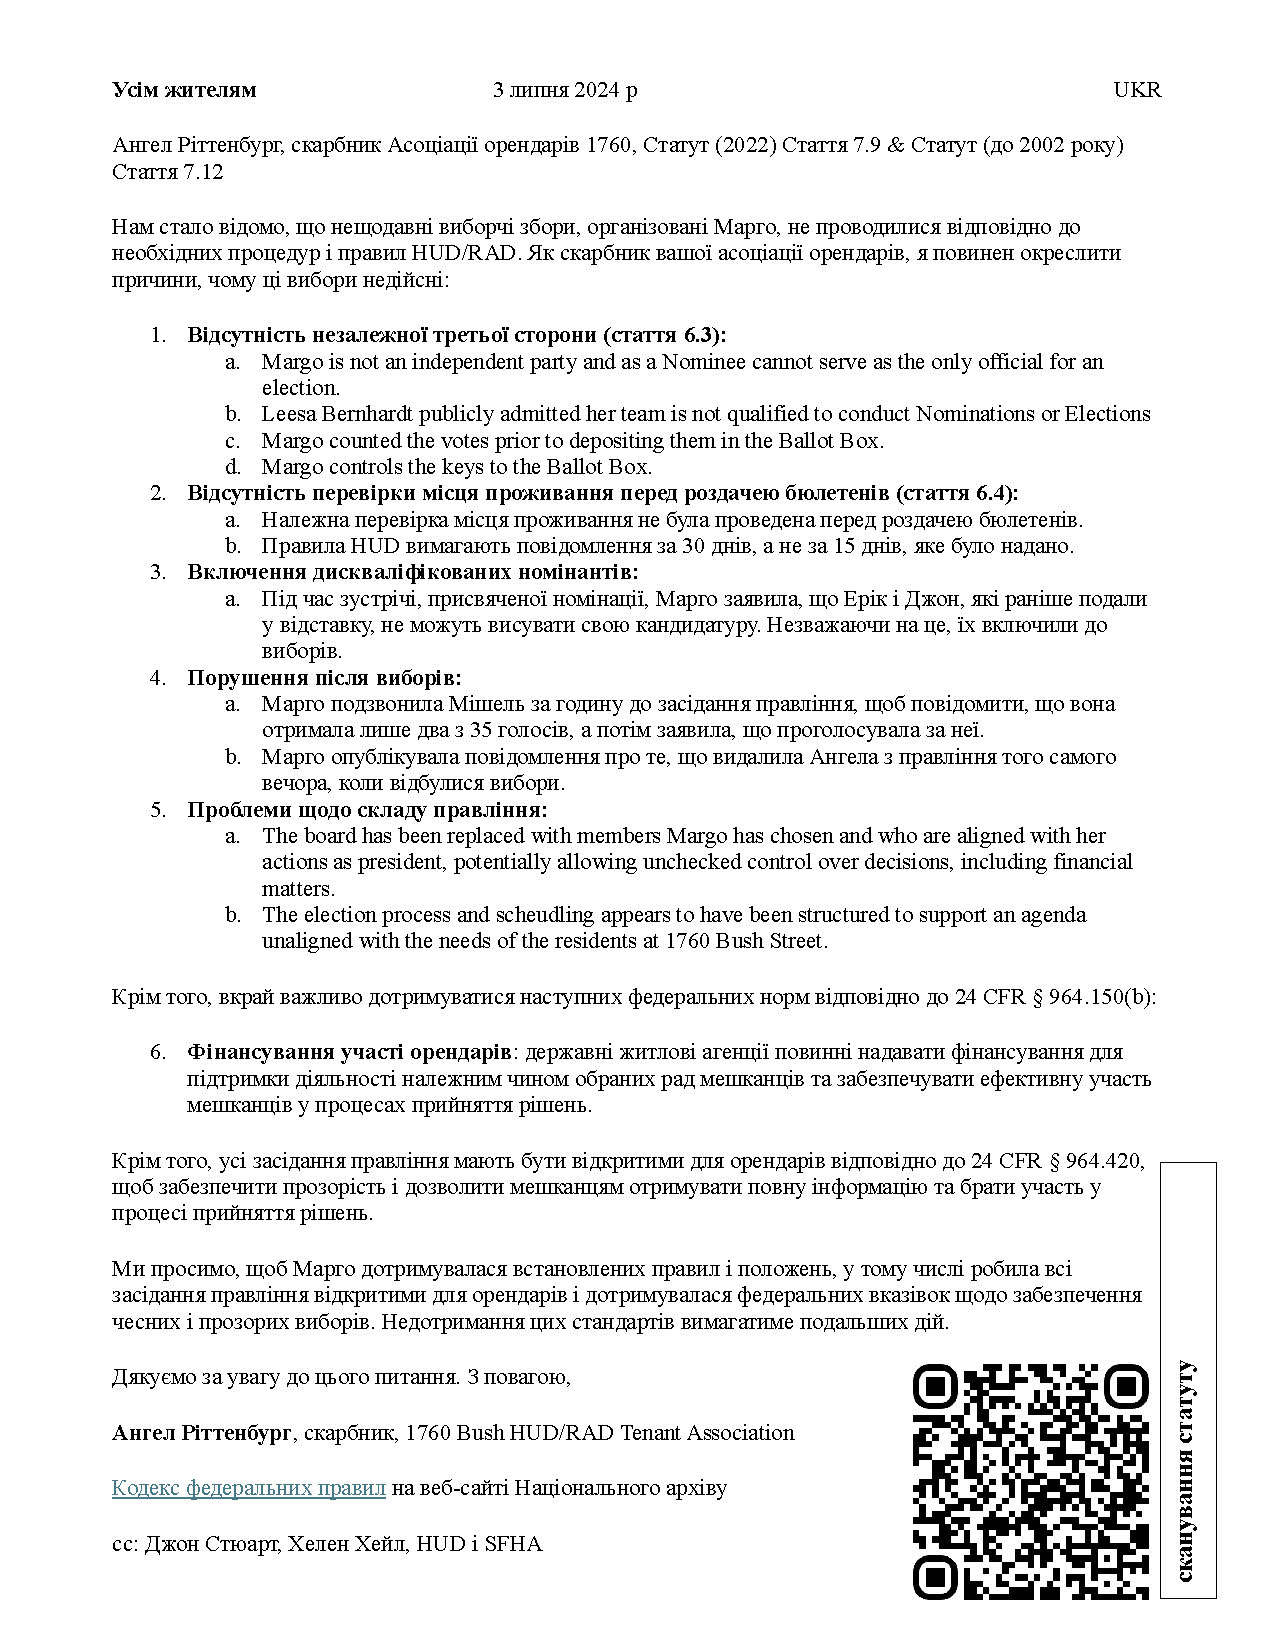 Усім жителям 3 липня 2024 р UKR
Ангел Ріттенбург, скарбник Асоціації орендарів 1760, Статут (2022) Стаття 7.9 & Статут (до 2002 року)
Стаття 7.12
Нам стало відомо, що нещодавні виборчі збори, організовані Марго, не проводилися відповідно до
необхідних процедур і правил HUD/RAD. Як скарбник вашої асоціації орендарів, я повинен окреслити
причини, чому ці вибори недійсні:
1. Відсутність незалежної третьої сторони (стаття 6.3):
a. Margo is not an independent party and as a Nominee cannot serve as the only official for an
election.
b. Leesa Bernhardt publicly admitted her team is not qualified to conduct Nominations or Elections
c. Margo counted the votes prior to depositing them in the Ballot Box.
d. Margo controls the keys to the Ballot Box.
2. Відсутність перевірки місця проживання перед роздачею бюлетенів (стаття 6.4):
a. Належна перевірка місця проживання не була проведена перед роздачею бюлетенів.
b. Правила HUD вимагають повідомлення за 30 днів, а не за 15 днів, яке було надано.
3. Включення дискваліфікованих номінантів:
a. Під час зустрічі, присвяченої номінації, Марго заявила, що Ерік і Джон, які раніше подали
у відставку, не можуть висувати свою кандидатуру. Незважаючи на це, їх включили до
виборів.
4. Порушення після виборів:
a. Марго подзвонила Мішель за годину до засідання правління, щоб повідомити, що вона
отримала лише два з 35 голосів, а потім заявила, що проголосувала за неї.
b. Марго опублікувала повідомлення про те, що видалила Ангела з правління того самого
вечора, коли відбулися вибори.
5. Проблеми щодо складу правління:
a. The board has been replaced with members Margo has chosen and who are aligned with her
actions as president, potentially allowing unchecked control over decisions, including financial
matters.
b. The election process and scheudling appears to have been structured to support an agenda
unaligned with the needs of the residents at 1760 Bush Street.
Крім того, вкрай важливо дотримуватися наступних федеральних норм відповідно до 24 CFR § 964.150(b):
6. Фінансування участі орендарів: державні житлові агенції повинні надавати фінансування для
підтримки діяльності належним чином обраних рад мешканців та забезпечувати ефективну участь
мешканців у процесах прийняття рішень.
Крім того, усі засідання правління мають бути відкритими для орендарів відповідно до 24 CFR § 964.420,
щоб забезпечити прозорість і дозволити мешканцям отримувати повну інформацію та брати участь у
процесі прийняття рішень.
Ми просимо, щоб Марго дотримувалася встановлених правил і положень, у тому числі робила всі
засідання правління відкритими для орендарів і дотримувалася федеральних вказівок щодо забезпечення
чесних і прозорих виборів. Недотримання цих стандартів вимагатиме подальших дій.
Дякуємо за увагу до цього питання. З повагою,
Ангел Ріттенбург, скарбник, 1760 Bush HUD/RAD Tenant Association
Кодекс федеральних правил на веб-сайті Національного архіву
сс: Джон Стюарт, Хелен Хейл, HUD і SFHA
сканування статуту